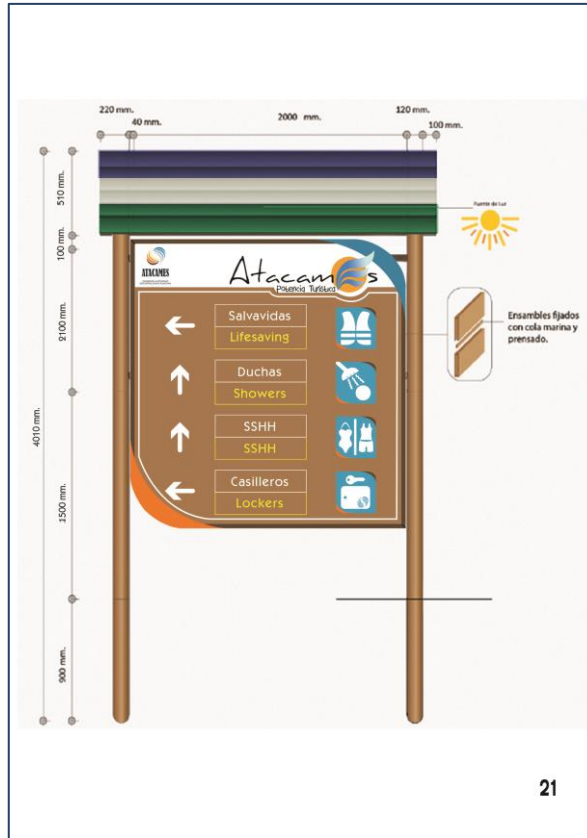 220 mm.
40 mm.
2000 mm.
120 mm.
100 mm.
510 mm.
100 mm.
2100 mm.
4010 mm.
1500 mm.
900 mm.
Fuente de Luz
ATACAMES
Atacames
Potencia Turística
Salvavidas
Lifesaving
Duchas
Showers
SSHH
SSHH
Casilleros
Lockers
Ensambles fijados
con cola marina y
prensado.
21